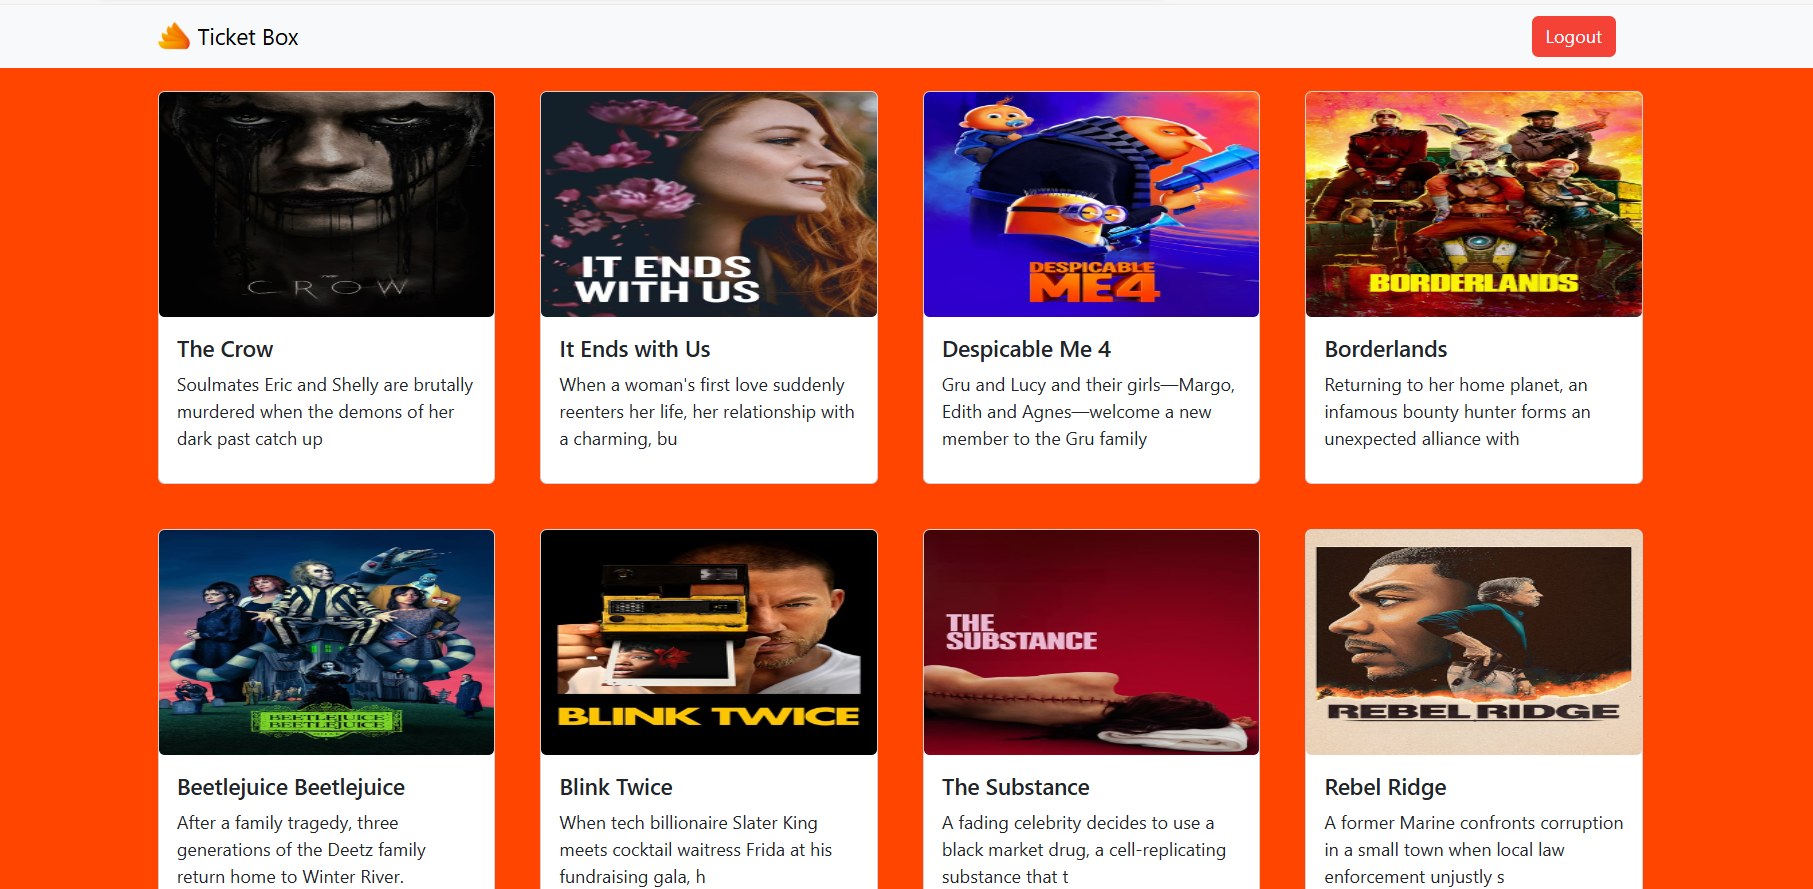 Ticket Box
Logout
CROW
The Crow
Soulmates Eric and Shelly are brutally
murdered when the demons of her
dark past catch up
IT ENDS
WITH US
It Ends with Us
When a woman's first love suddenly
reenters her life, her relationship with
a charming, bu
DESPICABLE
ME4
Despicable Me 4
Gru and Lucy and their girls—Margo,
Edith and Agnes—welcome a new
member to the Gru family
BORDERLANDS
Borderlands
Returning to her home planet, an
infamous bounty hunter forms an
unexpected alliance with
BEETLEJUICE
BEETLEJUICE
Beetlejuice Beetlejuice
After a family tragedy, three
generations of the Deetz family
return home to Winter River.
BLINK TWICE
Blink Twice
When tech billionaire Slater King
meets cocktail waitress Frida at his
fundraising gala, h
THE
SUBSTANCE
The Substance
A fading celebrity decides to use a
black market drug, a cell-replicating
substance that t
REBEL RIDGE
Rebel Ridge
A former Marine confronts corruption
in a small town when local law
enforcement unjustly s